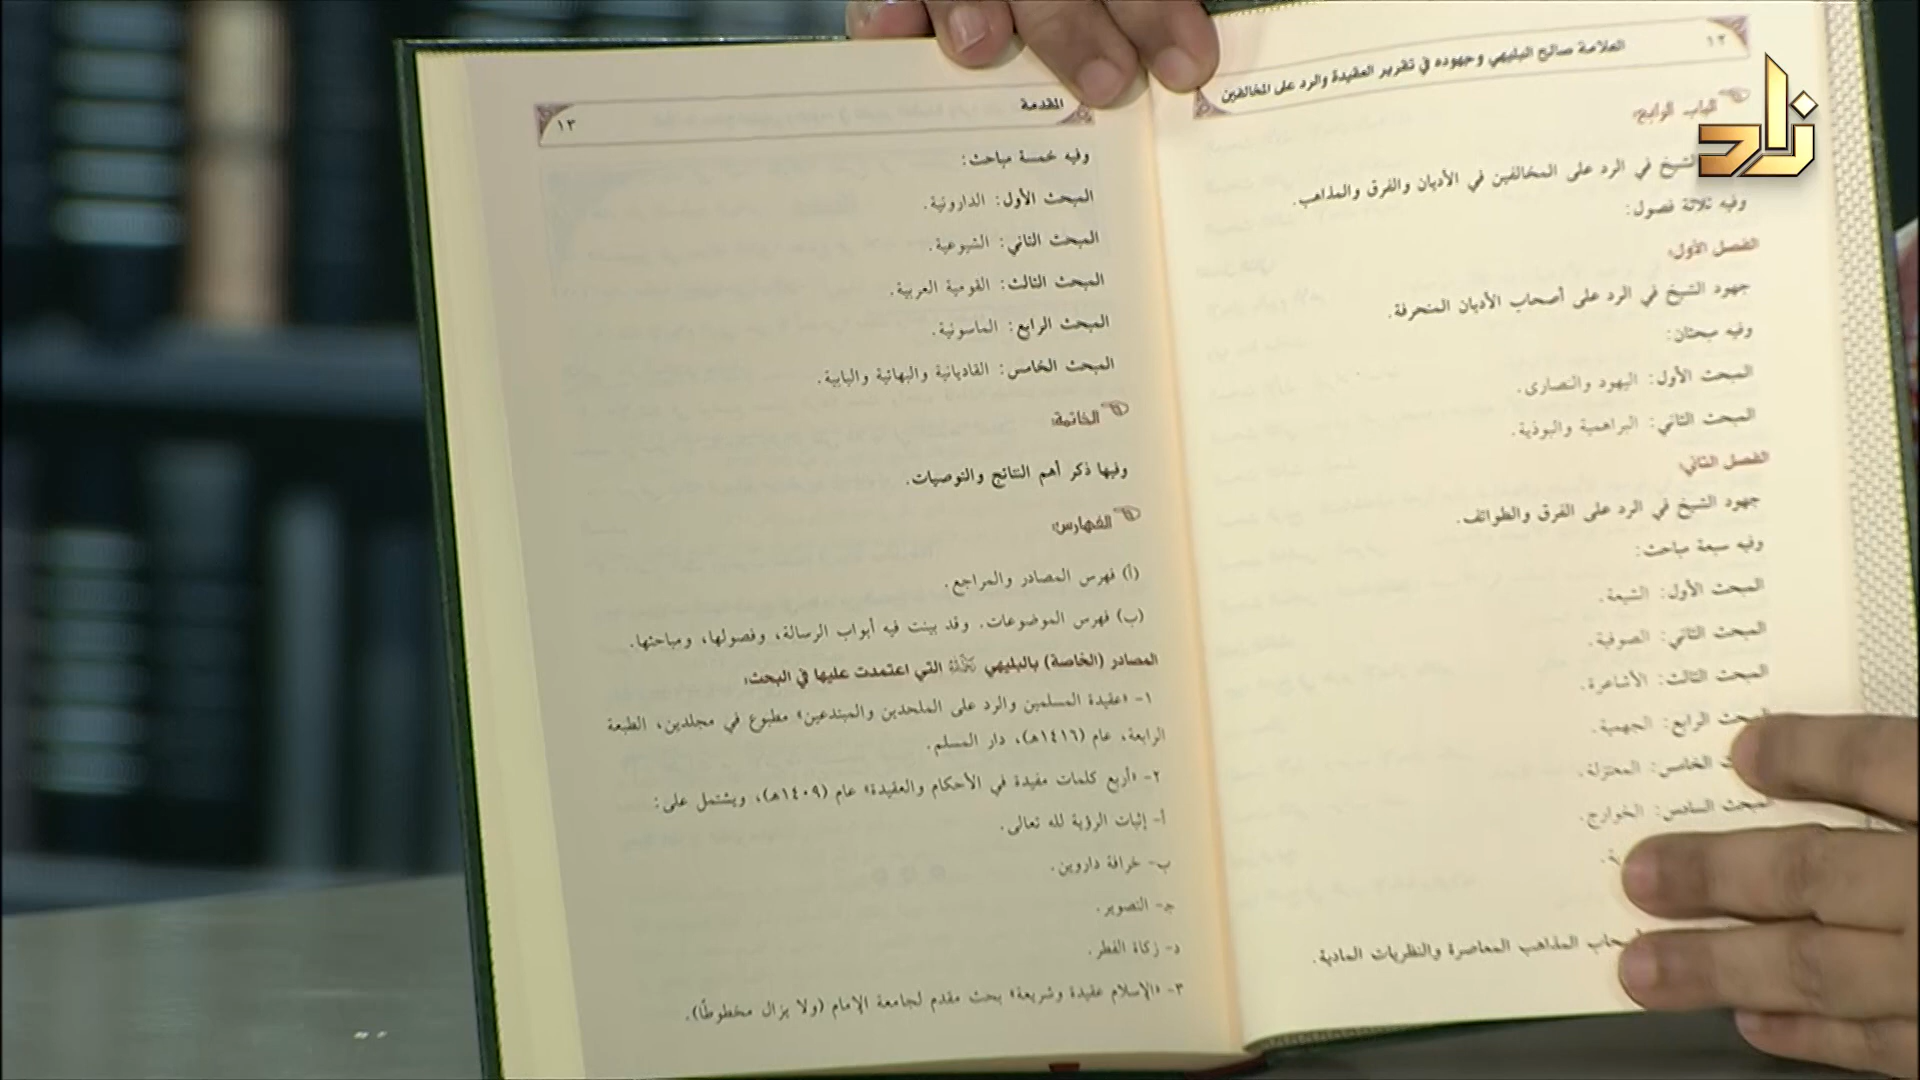 زاد
العلامة صالح البليهي وجهوده في تقرير العقيدة والرد على المخالفين
١٢
الباب الرابع:
الشيخ في الرد على المخالفين في الأديان والفرق والمذاهب.
وفيه ثلاثة فصول:
الفصل الأول:
جهود الشيخ في الرد على أصحاب الأديان المنحرفة.
وفيه مبحثان:
المبحث الأول: اليهود والنصارى.
المبحث الثاني: البراهمية والبوذية.
الفصل الثاني:
جهود الشيخ في الرد على الفرق والطوائف.
وفيه سبعة مباحث:
المبحث الأول: الشيعة.
المبحث الثاني: الصوفية.
المبحث الثالث: الأشاعرة.
المبحث الرابع: الجهمية.
الخامس: المعتزلة.
المبحث السادس: الخوارج.
المذاهب المعاصرة والنظريات المادية.
المقدمة
١٣
وفيه خمسة مباحث:
المبحث الأول: الدارونية.
المبحث الثاني: الشيوعية.
المبحث الثالث: القومية العربية.
المبحث الرابع: الماسونية.
المبحث الخامس: القاديانية والبهائية والبابية.
الخاتمة:
وفيها ذكر أهم النتائج والتوصيات.
الفهارس:
(أ) فهرس المصادر والمراجع.
(ب) فهرس الموضوعات. وقد بينت فيه أبواب الرسالة، وفصولها، ومباحثها.
المصادر (الخاصة) بالبليهي التي اعتمدت عليها في البحث:
١- «عقيدة المسلمين والرد على الملحدين والمبتدعين» مطبوع في مجلدين، الطبعة
الرابعة، عام (١٤١٦هـ)، دار المسلم.
٢- «أربع كلمات مفيدة في الأحكام والعقيدة» عام (١٤٠٩هـ)، ويشتمل على:
أ- إثبات الرؤية لله تعالى.
ب- خرافة داروين.
جـ- التصوير.
د- زكاة الفطر.
٣- «الإسلام عقيدة وشريعة» بحث مقدم لجامعة الإمام (ولا يزال مخطوطًا).